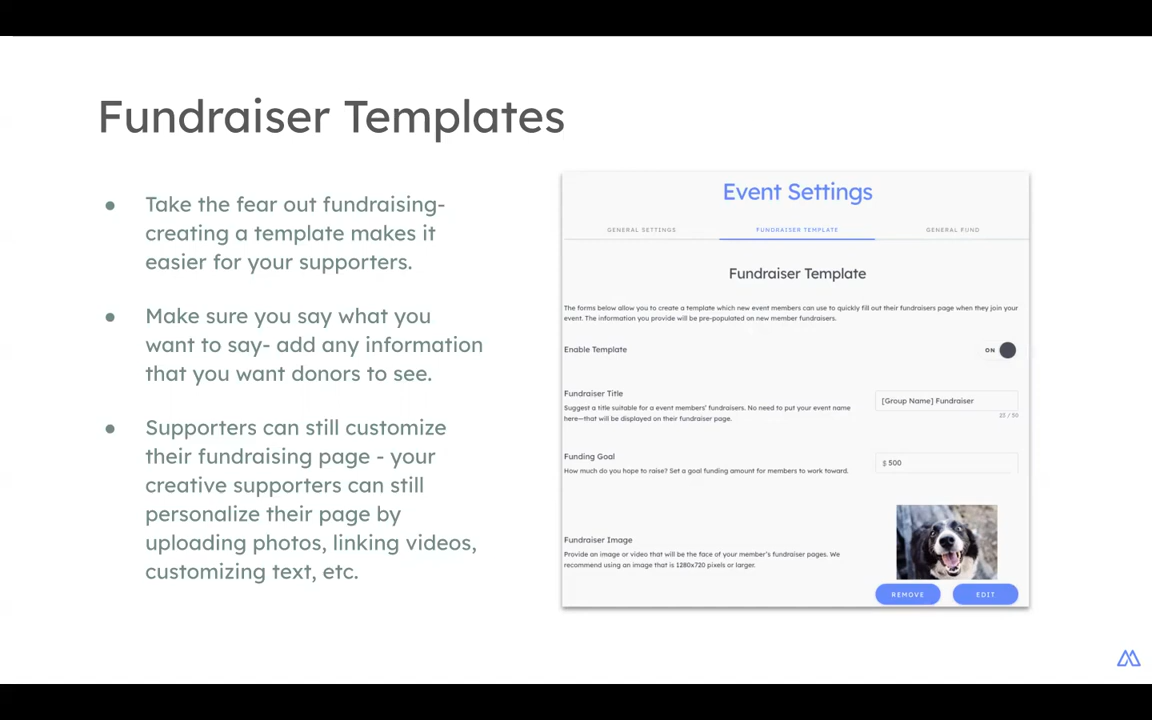 Fundraiser Templates
Take the fear out fundraising-
creating a template makes it
easier for your supporters.
Make sure you say what you
want to say- add any information
that you want donors to see.
Supporters can still customize
their fundraising page - your
creative supporters can still
personalize their page by
uploading photos, linking videos,
customizing text, etc.
Event Settings
GENERAL SETTINGS
FUNDRAISER TEMPLATE
GENERAL FUND
Fundraiser Template
The forms below allow you to create a template which new event members can use to quickly fill out their fundraisers page when they join your
event. The information you provide will be pre-populated on new member fundraisers.
Enable Template
ON
Fundraiser Title
Suggest a title suitable for a event members' fundraisers. No need to put your event name
here—that will be displayed on their fundraiser page.
[Group Name] Fundraiser
23 / 50
Funding Goal
How much do you hope to raise? Set a goal funding amount for members to work toward.
$ 500
Fundraiser Image
Provide an image or video that will be the face of your member's fundraiser pages. We
recommend using an image that is 1280x720 pixels or larger.
REMOVE
EDIT